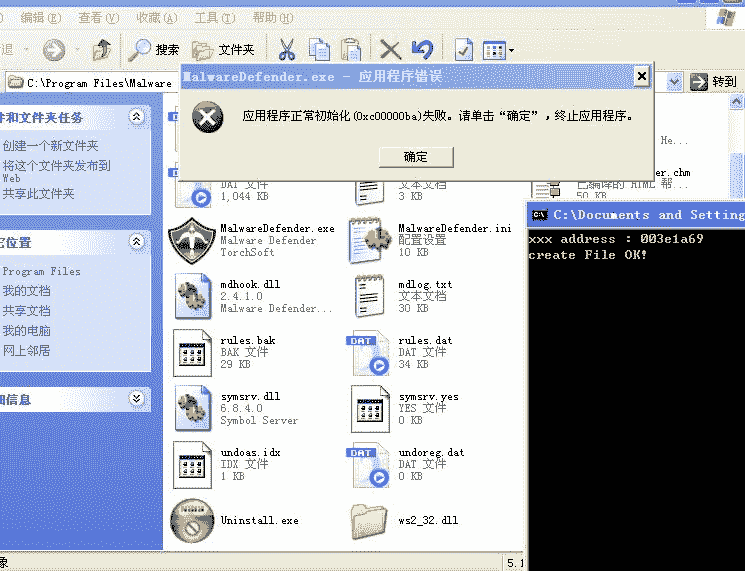 编辑(E) 查看(V) 收藏(A) 工具(T) 帮助(H)
退 搜索 文件夹
C:\Program Files\Malware
转到
MalwareDefender.exe - 应用程序错误
应用程序正常初始化(0xc00000ba)失败。请单击“确定”，终止应用程序。
确定
件和文件夹任务
创建一个新文件夹
将这个文件夹发布到
Web
共享此文件夹
它位置
Program Files
我的文档
共享文档
我的电脑
网上邻居
细信息
He...
er.chm
已编译的 HTML 帮...
50 KB
DAT 文件
1,044 KB
文本文档
3 KB
MalwareDefender.exe
Malware Defender
TorchSoft
MalwareDefender.ini
配置设置
10 KB
mdhook.dll
2.4.1.0
Malware Defender...
mdlog.txt
文本文档
30 KB
rules.bak
BAK 文件
29 KB
DAT
rules.dat
DAT 文件
34 KB
symsrv.dll
6.8.4.0
Symbol Server
symsrv.yes
YES 文件
0 KB
undoas.idx
IDX 文件
1 KB
DAT
undoreg.dat
DAT 文件
0 KB
Uninstall.exe
ws2_32.dll
C:\Documents and Setting
xxx address : 003e1a69
create File OK!
象
5.1